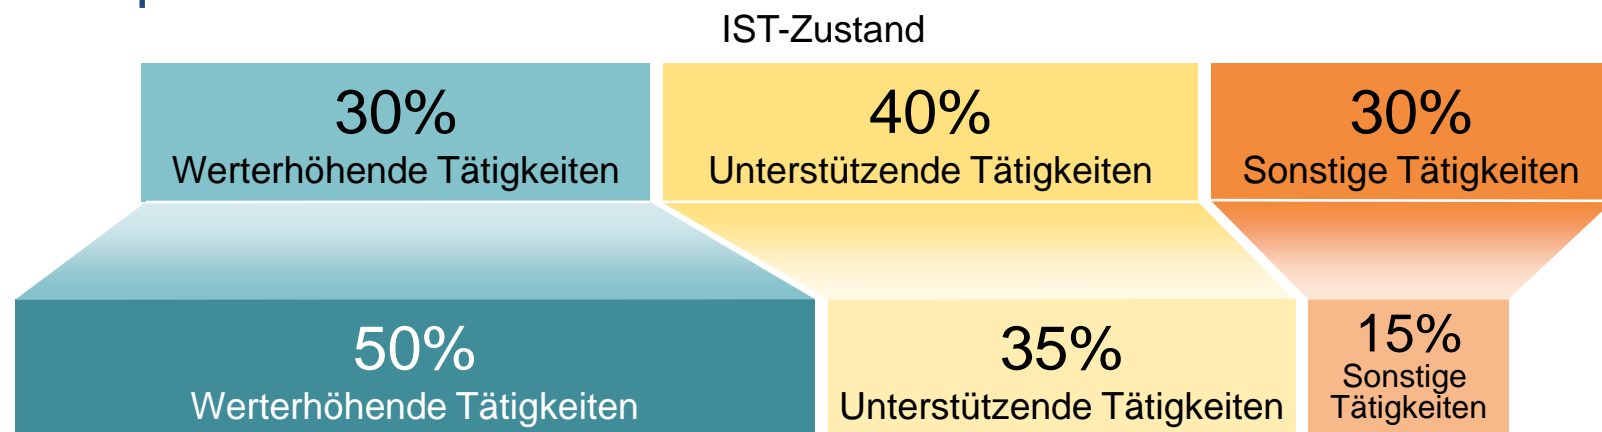 IST-Zustand
30%
Werterhöhende Tätigkeiten
40%
Unterstützende Tätigkeiten
30%
Sonstige Tätigkeiten
50%
Werterhöhende Tätigkeiten
35%
Unterstützende Tätigkeiten
15%
Sonstige
Tätigkeiten